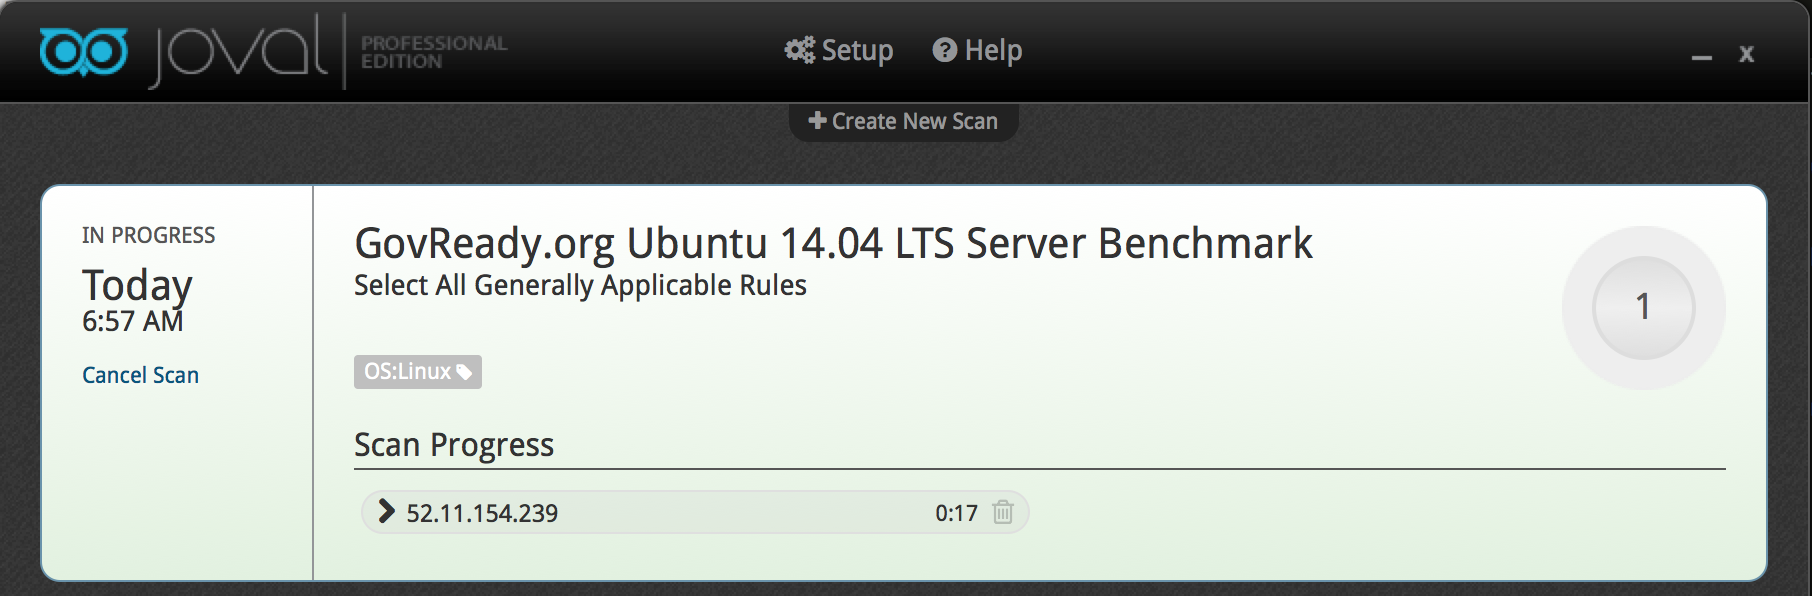 joval
PROFESSIONAL
EDITION
Setup
Help
x
Create New Scan
IN PROGRESS
Today
6:57 AM
Cancel Scan
GovReady.org Ubuntu 14.04 LTS Server Benchmark
Select All Generally Applicable Rules
1
OS:Linux
Scan Progress
52.11.154.239 0:17